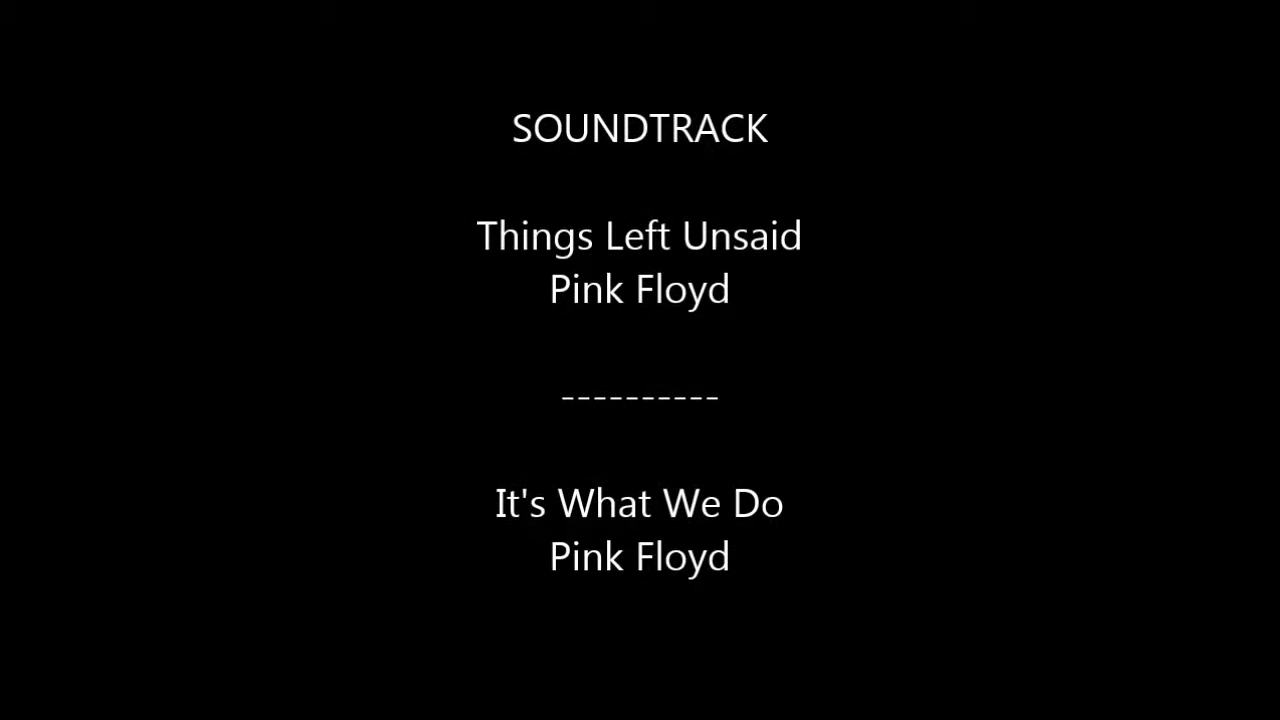 SOUNDTRACK
Things Left Unsaid
Pink Floyd
----------
It's What We Do
Pink Floyd